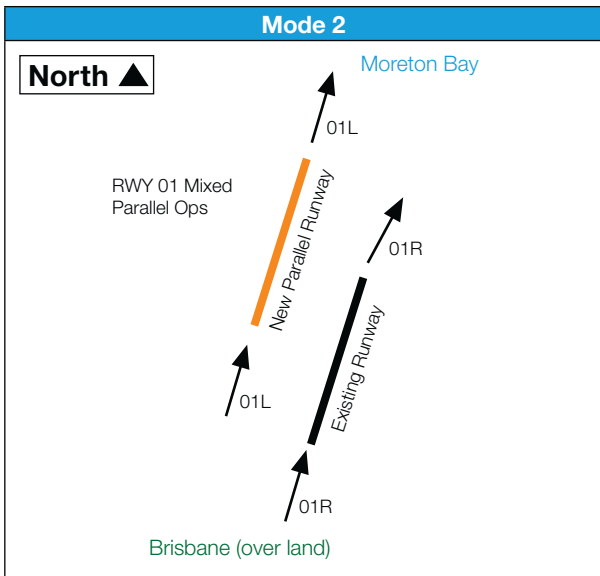 Mode 2
North
Moreton Bay
01L
RWY 01 Mixed
Parallel Ops
New Parallel Runway
01R
Existing Runway
01L
01R
Brisbane (over land)